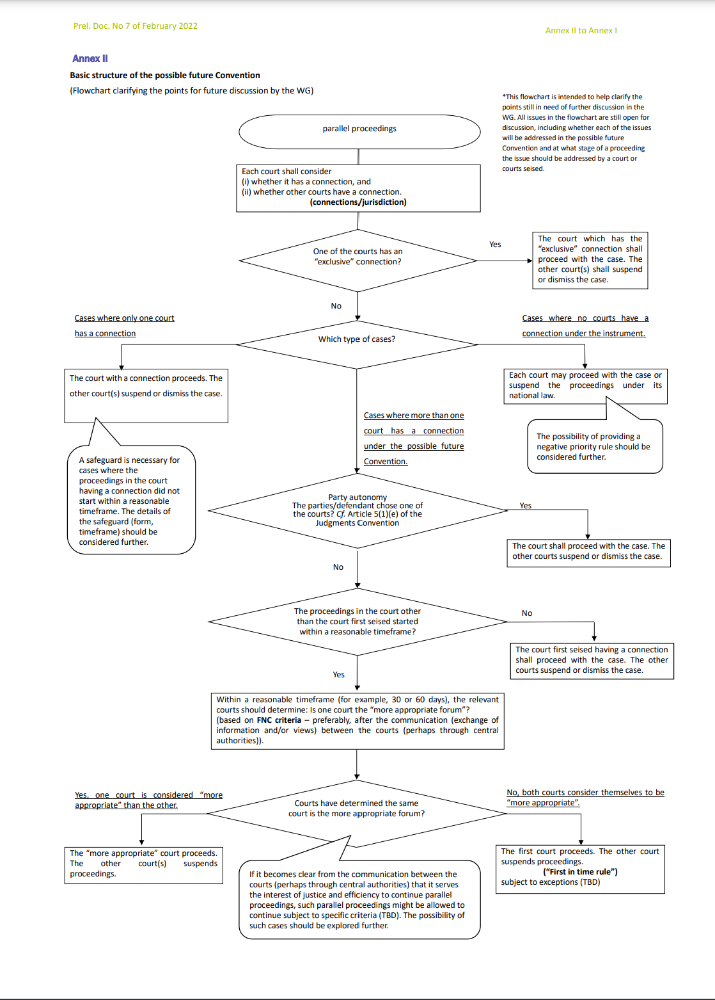 Prel. Doc. No 7 of February 2022
Annex II to Annex I
Annex II
Basic structure of the possible future Convention
(Flowchart clarifying the points for future discussion by the WG)
*This flowchart is intended to help clarify the
points still in need of further discussion in the
WG. All issues in the flowchart are still open for
discussion, including whether each of the issues
will be addressed in the possible future
Convention and at what stage of a proceeding
the issue should be addressed by a court or
courts seised.
parallel proceedings
Each court shall consider
(i) whether it has a connection, and
(ii) whether other courts have a connection.
(connections/jurisdiction)
One of the courts has an
“exclusive” connection?
Yes
The court which has the
“exclusive” connection shall
proceed with the case. The
other court(s) shall suspend
or dismiss the case.
No
Cases where only one court
has a connection
Which type of cases?
Cases where no courts have a
connection under the instrument.
The court with a connection proceeds. The
other court(s) suspend or dismiss the case.
Each court may proceed with the case or
suspend the proceedings under its
national law.
Cases where more than one
court has a connection
under the possible future
Convention.
The possibility of providing a
negative priority rule should be
considered further.
A safeguard is necessary for
cases where the
proceedings in the court
having a connection did not
start within a reasonable
timeframe. The details of
the safeguard (form,
timeframe) should be
considered further.
Party autonomy
The parties/defendant chose one of
the courts? Cf. Article 5(1)(e) of the
Judgments Convention
Yes
The court shall proceed with the case. The
other courts suspend or dismiss the case.
No
The proceedings in the court other
than the court first seised started
within a reasonable timeframe?
No
The court first seised having a connection
shall proceed with the case. The other
courts suspend or dismiss the case.
Yes
Within a reasonable timeframe (for example, 30 or 60 days), the relevant
courts should determine: Is one court the “more appropriate forum”?
(based on FNC criteria – preferably, after the communication (exchange of
information and/or views) between the courts (perhaps through central
authorities)).
Yes, one court is considered “more
appropriate” than the other.
Courts have determined the same
court is the more appropriate forum?
No, both courts consider themselves to be
“more appropriate”.
The “more appropriate” court proceeds.
The other court(s) suspends
proceedings.
The first court proceeds. The other court
suspends proceedings.
(“First in time rule”)
subject to exceptions (TBD)
If it becomes clear from the communication between the
courts (perhaps through central authorities) that it serves
the interest of justice and efficiency to continue parallel
proceedings, such parallel proceedings might be allowed to
continue subject to specific criteria (TBD). The possibility of
such cases should be explored further.